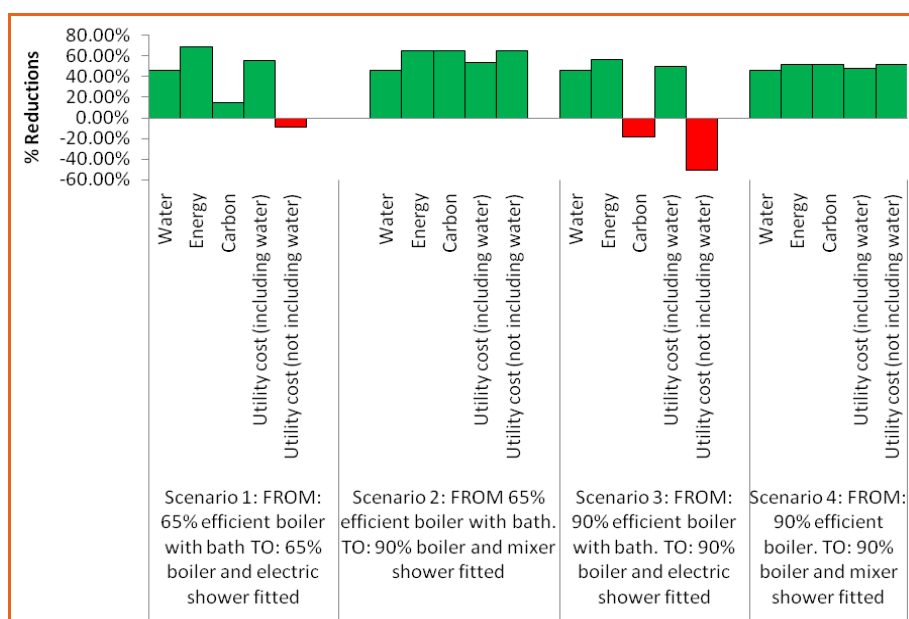 % Reductions
80.00%
60.00%
40.00%
20.00%
0.00%
-20.00%
-40.00%
-60.00%
Water
Energy
Carbon
Utility cost (including water)
Utility cost (not including water)
Water
Energy
Carbon
Utility cost (including water)
Utility cost (not including water)
Water
Energy
Carbon
Utility cost (including water)
Utility cost (not including water)
Water
Energy
Carbon
Utility cost (including water)
Utility cost (not including water)
Scenario 1: FROM:
65% efficient boiler
with bath TO: 65%
boiler and electric
shower fitted
Scenario 2: FROM 65%
efficient boiler with bath.
TO: 90% boiler and mixer
shower fitted
Scenario 3: FROM:
90% efficient boiler
with bath. TO: 90%
boiler and electric
shower fitted
Scenario 4: FROM:
90% efficient
boiler. TO: 90%
boiler and mixer
shower fitted